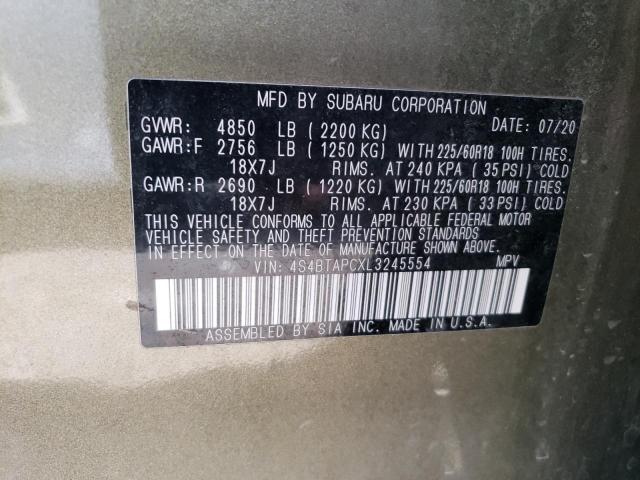 MFD BY SUBARU CORPORATION
GVWR: 4850 LB ( 2200 KG) DATE: 07/20
GAWR:F 2756 LB ( 1250 KG) WITH 225/60R18 100H TIRES.
18X7J RIMS. AT 240 KPA ( 35 PSI) COLD
GAWR:R 2690 LB ( 1220 KG) WITH 225/60R18 100H TIRES.
18X7J RIMS. AT 230 KPA ( 33 PSI) COLD
THIS VEHICLE CONFORMS TO ALL APPLICABLE FEDERAL MOTOR
VEHICLE SAFETY AND THEFT PREVENTION STANDARDS
IN EFFECT ON THE DATE OF MANUFACTURE SHOWN ABOVE.
VIN: 4S4BTAPCXL3245554 MPV
ASSEMBLED BY SIA INC. MADE IN U.S.A.